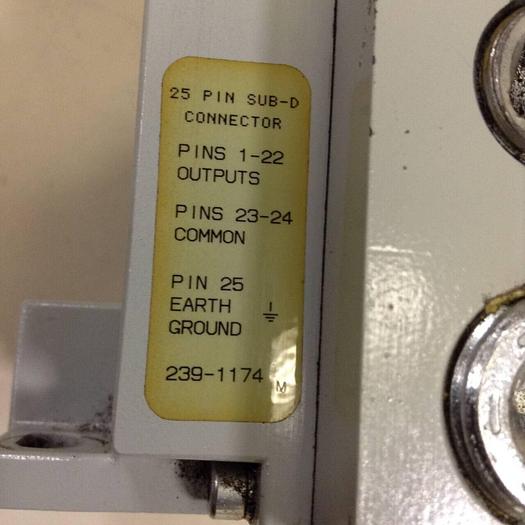 25 PIN SUB-D
CONNECTOR
PINS 1-22
OUTPUTS
PINS 23-24
COMMON
PIN 25
EARTH
GROUND
239-1174 M